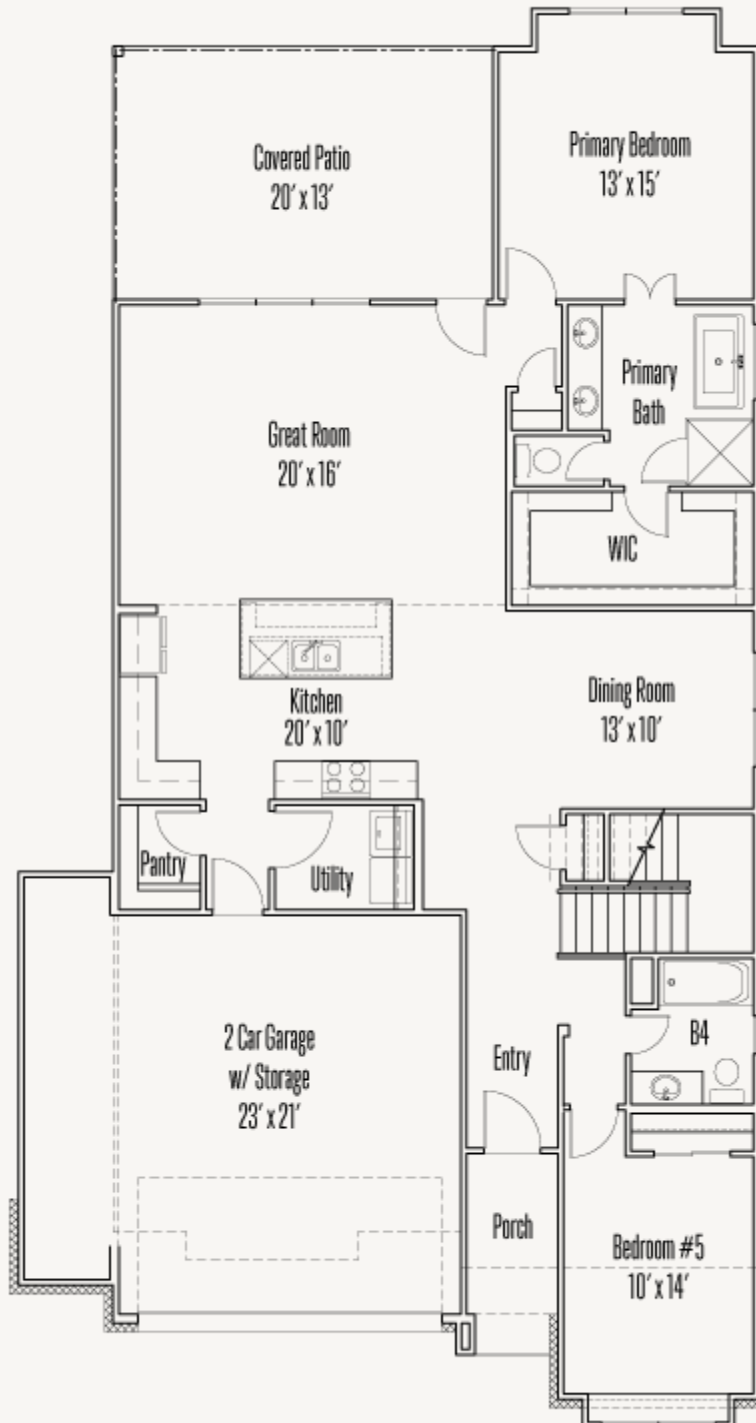 Covered Patio
20' x 13'
Primary Bedroom
13' x 15'
Great Room
20' x 16'
Primary
Bath
WIC
Kitchen
20' x 10'
Dining Room
13' x 10'
Pantry
Utility
2 Car Garage
w/ Storage
23' x 21'
Entry
B4
Porch
Bedroom #5
10' x 14'